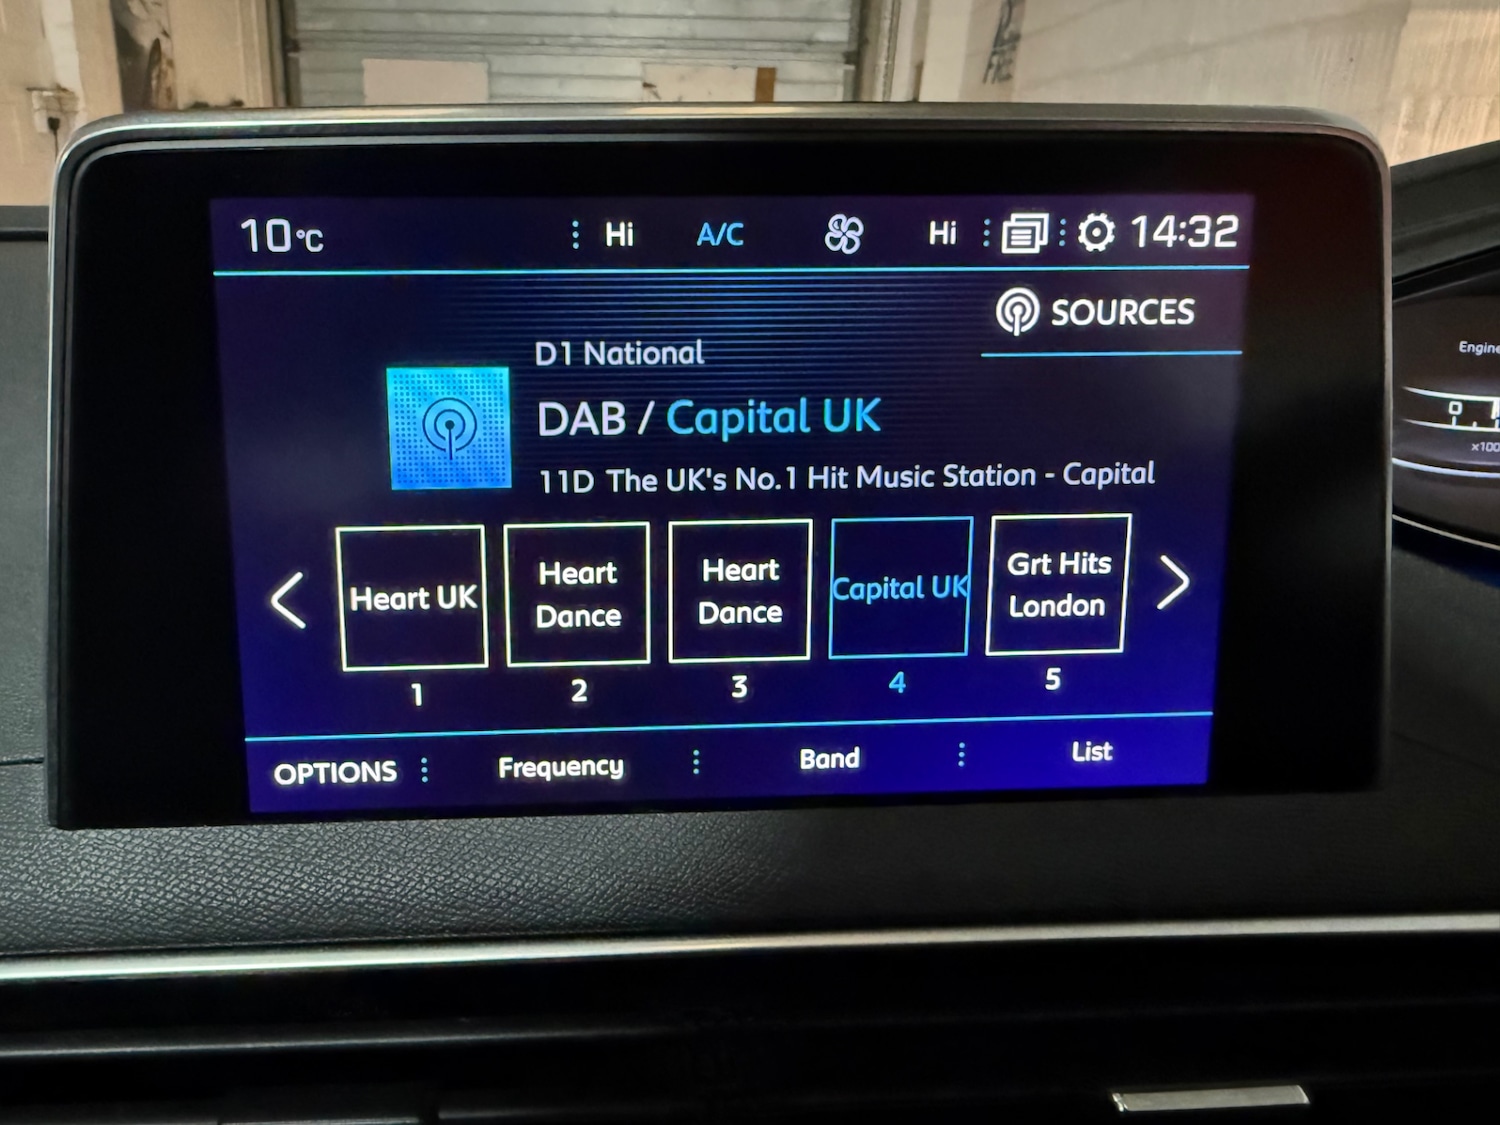 10°C
Hi
A/C
Hi
14:32
SOURCES
D1 National
DAB / Capital UK
11D The UK's No.1 Hit Music Station - Capital
Heart UK
Heart
Dance
Heart
Dance
Capital UK
Grt Hits
London
1
2
3
4
5
OPTIONS
Frequency
Band
List
Engine
0
x100